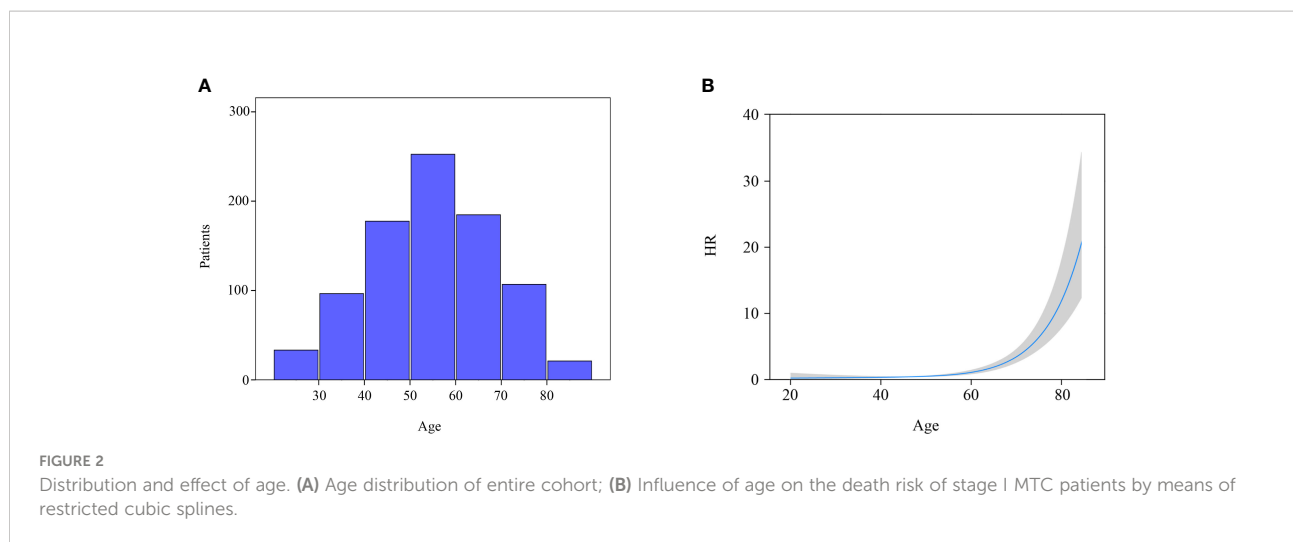 A
300
200
100
0
Patients
30 40 50 60 70 80
Age
B
40
30
20
10
0
HR
20 40 60 80
Age
FIGURE 2
Distribution and effect of age. (A) Age distribution of entire cohort; (B) Influence of age on the death risk of stage I MTC patients by means of
restricted cubic splines.